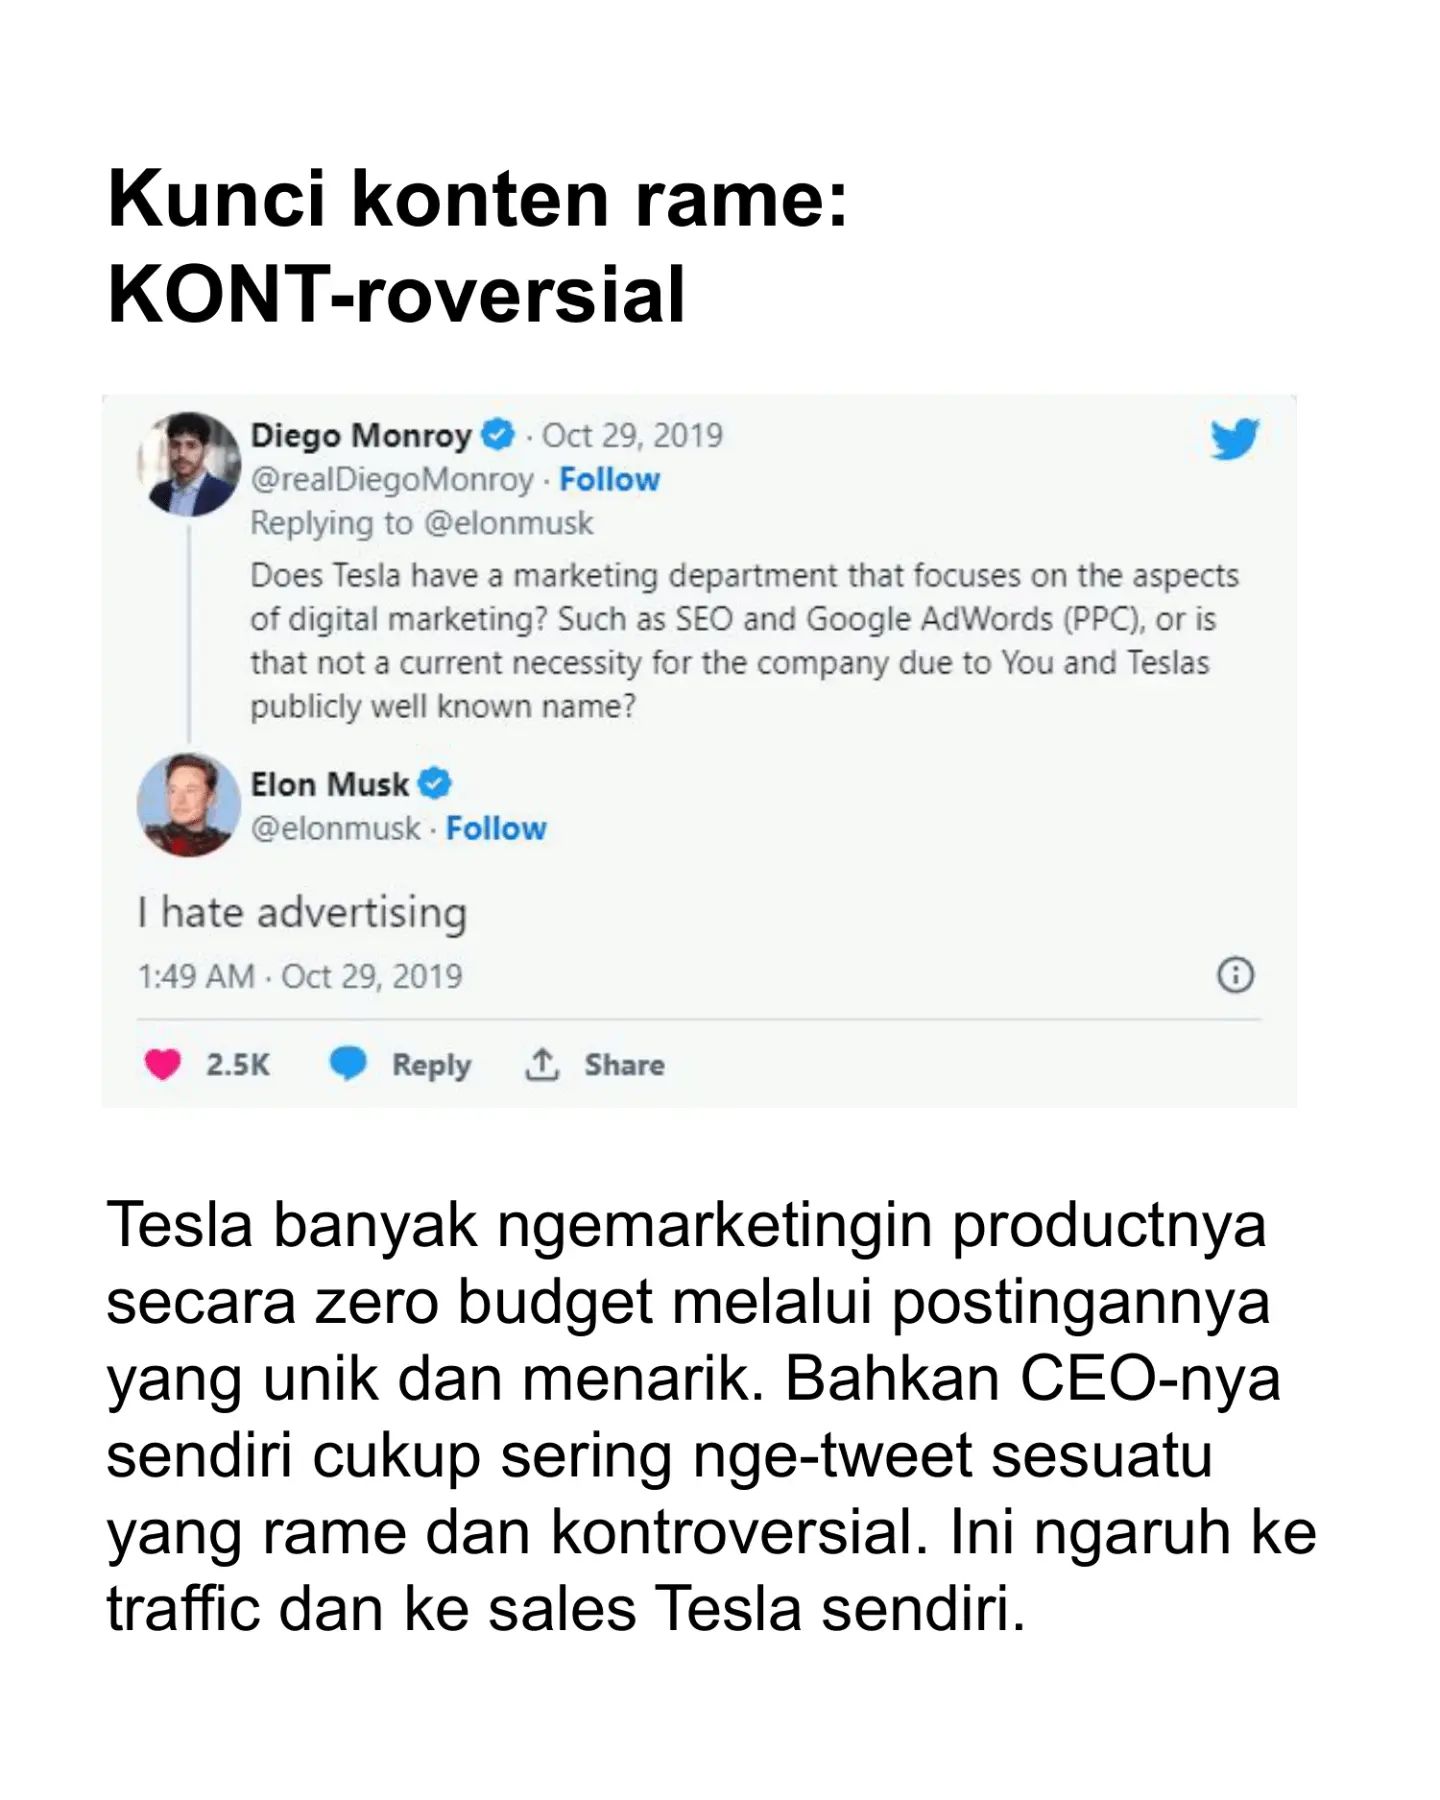 Kunci konten rame:
KONT-roversial
Diego Monroy · Oct 29, 2019
@realDiegoMonroy · Follow
Replying to @elonmusk
Does Tesla have a marketing department that focuses on the aspects
of digital marketing? Such as SEO and Google AdWords (PPC), or is
that not a current necessity for the company due to You and Teslas
publicly well known name?
Elon Musk
@elonmusk · Follow
I hate advertising
1:49 AM · Oct 29, 2019
2.5K Reply Share
Tesla banyak ngemarketingin productnya
secara zero budget melalui postingannya
yang unik dan menarik. Bahkan CEO-nya
sendiri cukup sering nge-tweet sesuatu
yang rame dan kontroversial. Ini ngaruh ke
traffic dan ke sales Tesla sendiri.